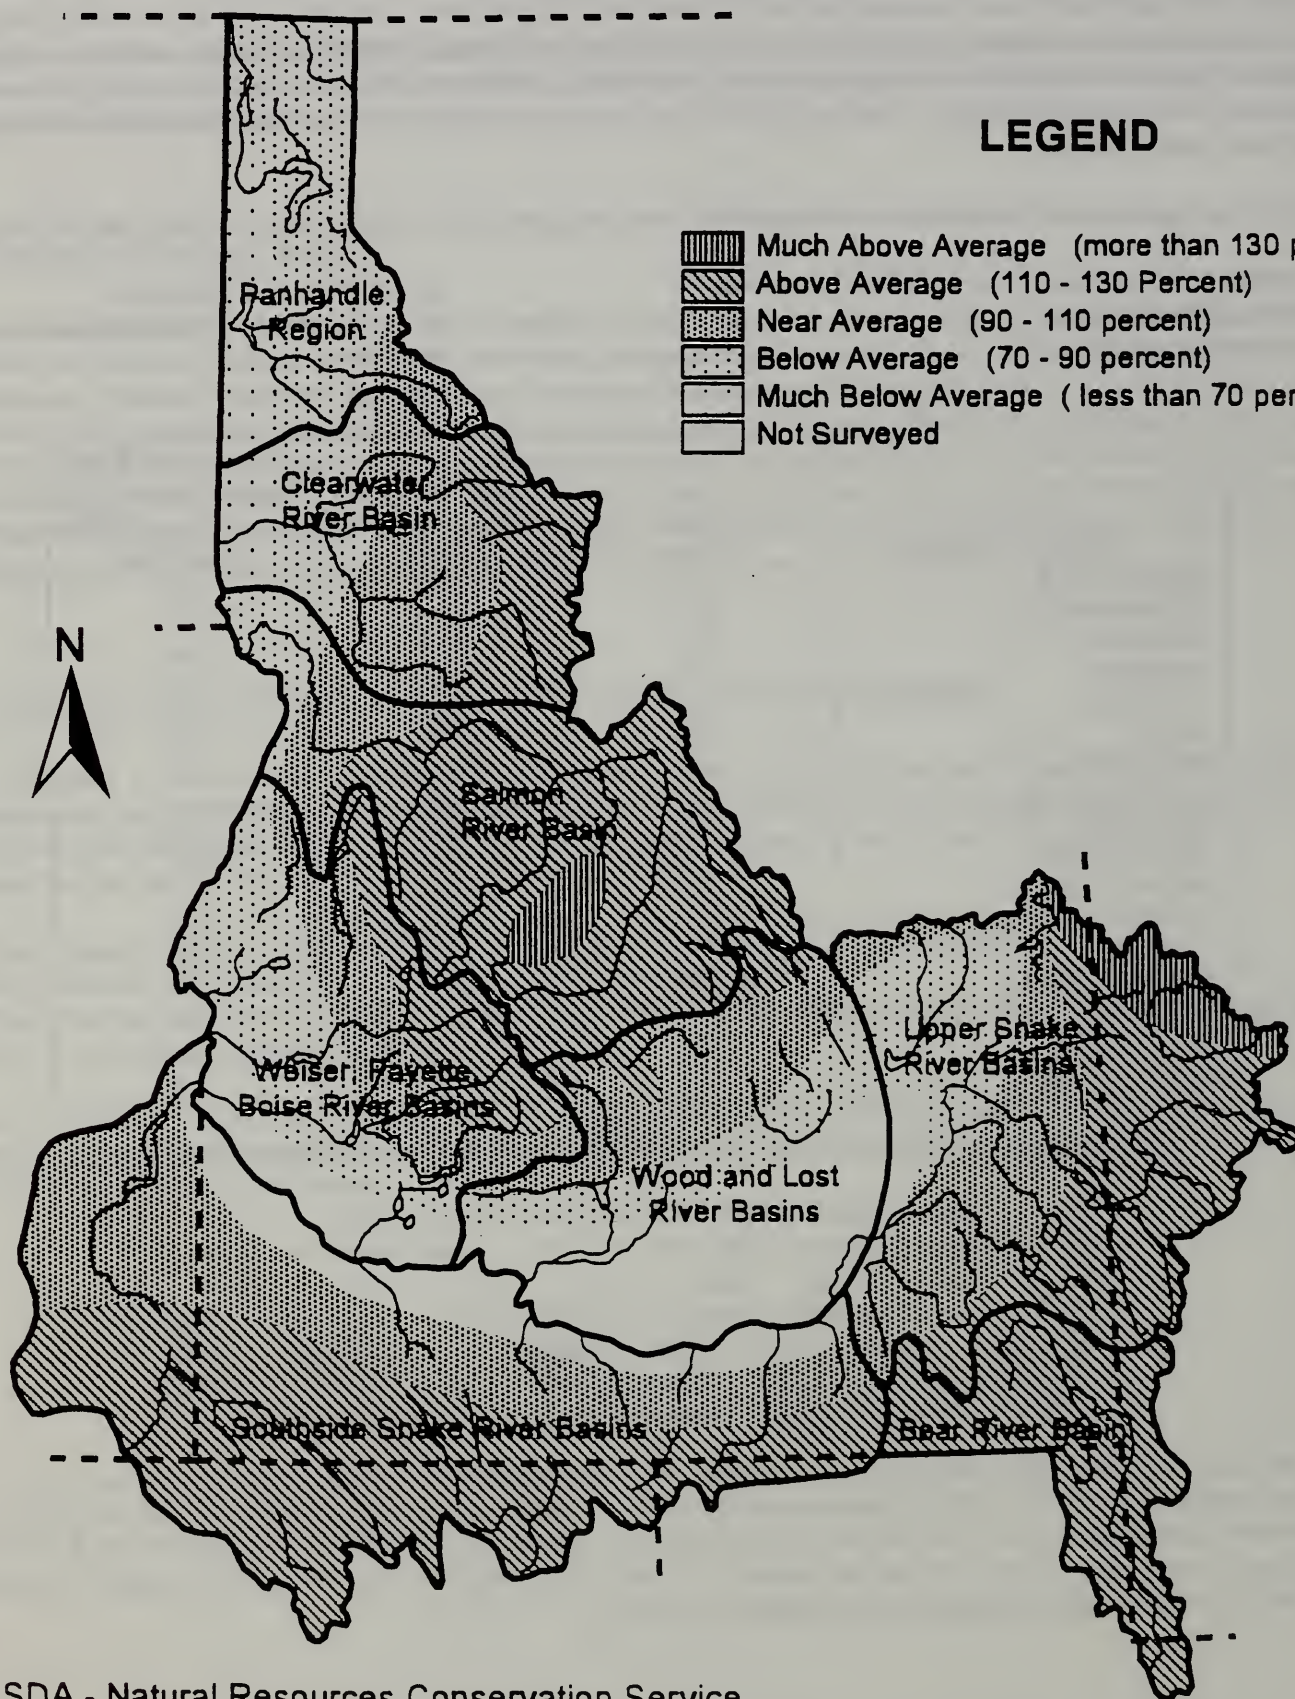 LEGEND
Much Above Average (more than 130 p
Above Average (110 - 130 Percent)
Near Average (90 - 110 percent)
Below Average (70 - 90 percent)
Much Below Average ( less than 70 per
Not Surveyed
Panhandle
Region
Clearwater
River Basin
N
Salmon
River Basin
Upper Snake
River Basins
Weiser, Payette,
Boise River Basins
Wood and Lost
River Basins
Southside Snake River Basins
Bear River Basin
SDA - Natural Resources Conservation Service